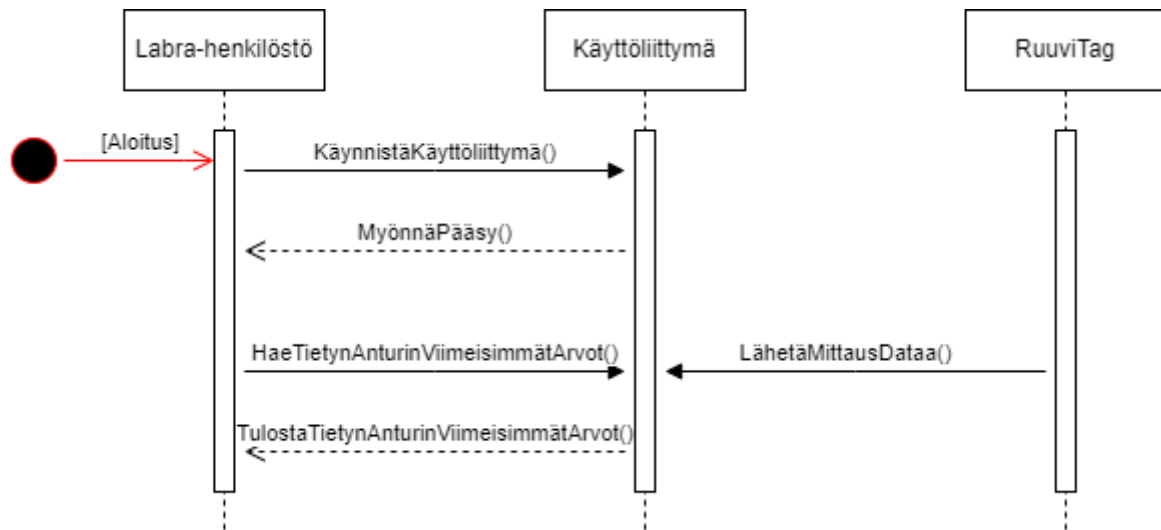 Labra-henkilöstö
Käyttöliittymä
RuuviTag
[Aloitus]
KäynnistäKäyttöliittymä()
MyönnäPääsy()
HaeTietynAnturinViimeisimmätArvot()
LähetäMittausDataa()
TulostaTietynAnturinViimeisimmätArvot()